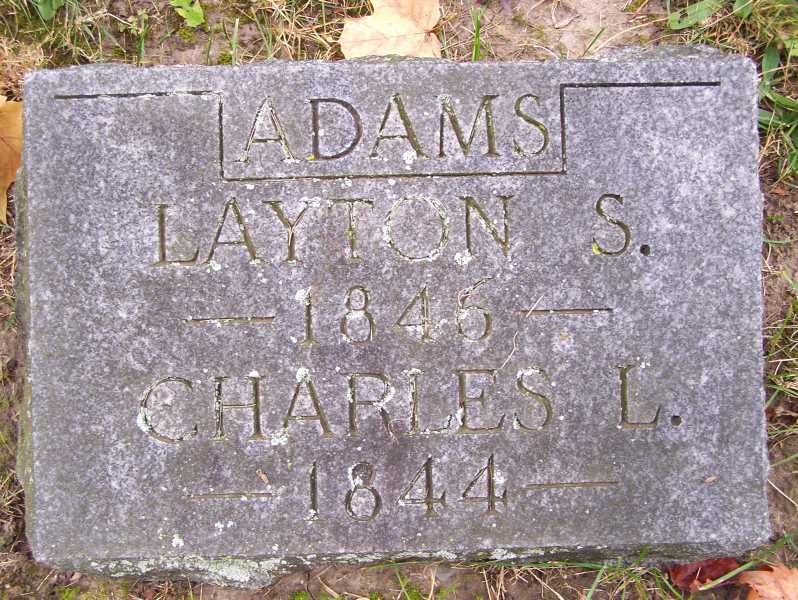 ADAMS
LAYTON S.
— 1846 —
CHARLES L.
— 1844 —